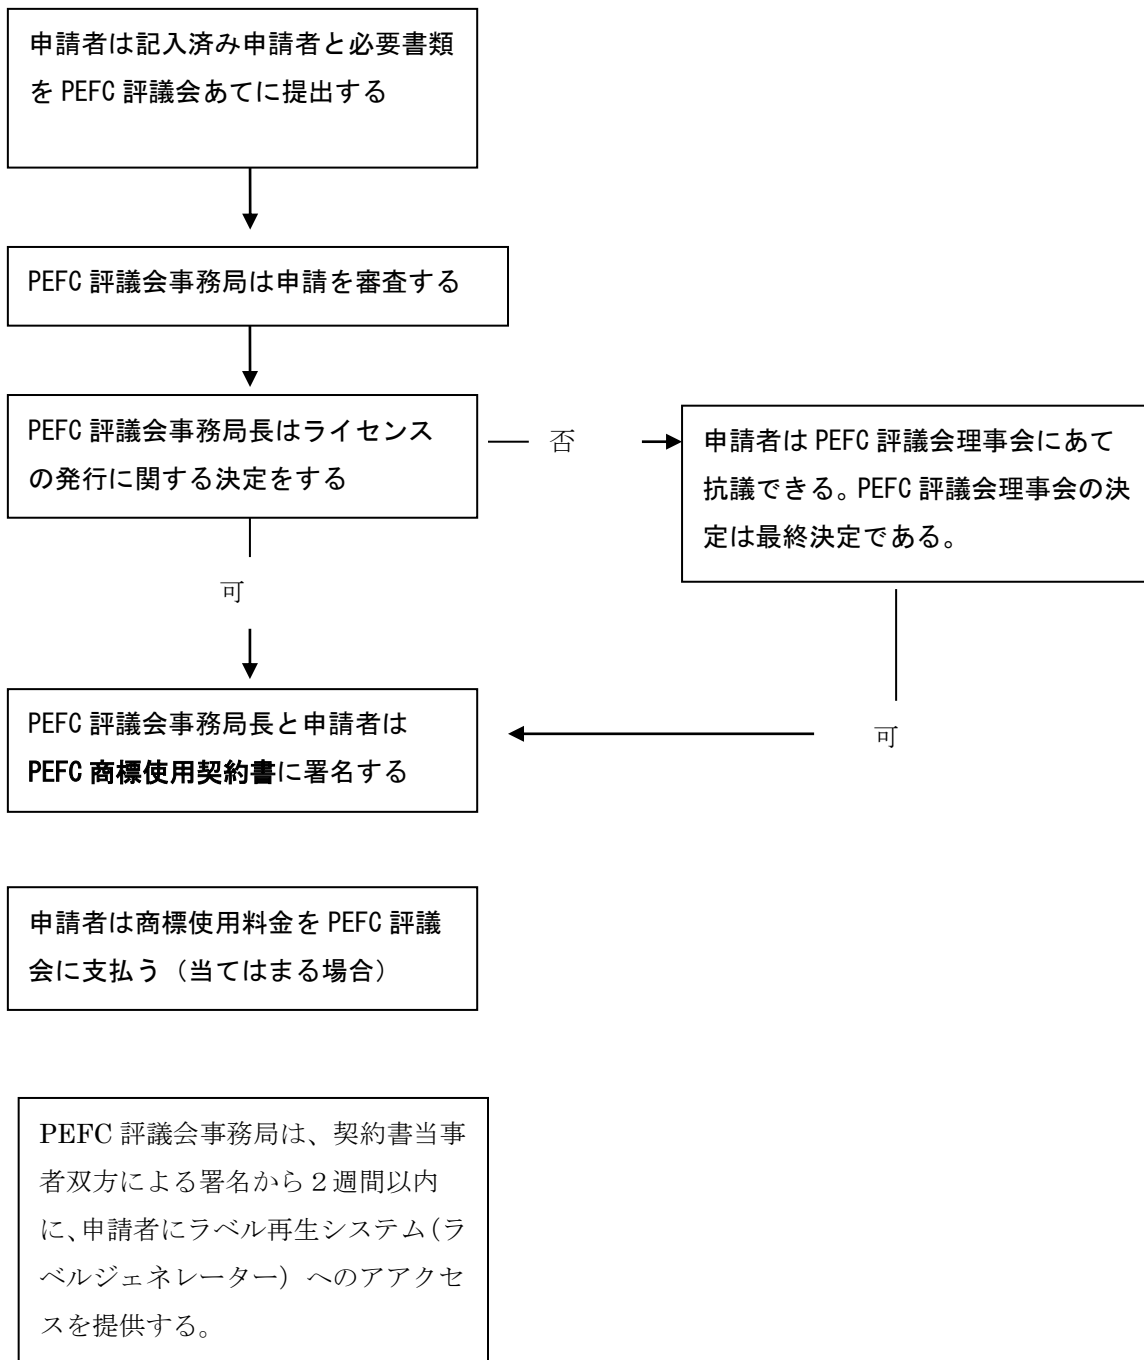 申請者は記入済み申請者と必要書類
を PEFC 評議会あてに提出する
PEFC 評議会事務局は申請を審査する
PEFC 評議会事務局長はライセンス
の発行に関する決定をする
否
申請者は PEFC 評議会理事会にあて
抗議できる。PEFC 評議会理事会の決
定は最終決定である。
可
PEFC 評議会事務局長と申請者は
PEFC 商標使用契約書に署名する
可
申請者は商標使用料金を PEFC 評議
会に支払う（当てはまる場合）
PEFC 評議会事務局は、契約書当事
者双方による署名から２週間以内
に、申請者にラベル再生システム（ラ
ベルジェネレーター）へのアアクセ
スを提供する。